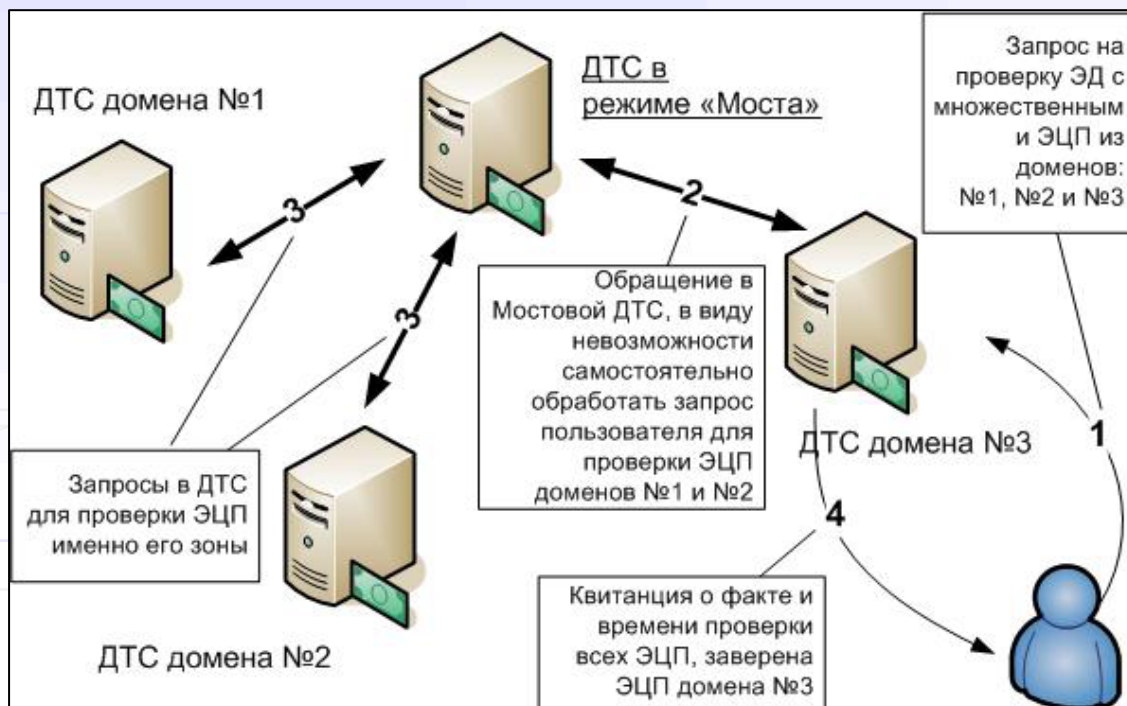 ДТС домена №1
ДТС в
режиме «Моста»
Запрос на
проверку ЭД с
множественным
и ЭЦП из
доменов:
№1, №2 и №3
3
2
3
Обращение в
Мостовой ДТС, в виду
невозможности
самостоятельно
обработать запрос
пользователя для
проверки ЭЦП
доменов №1 и №2
ДТС домена №3
1
Запросы в ДТС
для проверки ЭЦП
именно его зоны
4
ДТС домена №2
Квитанция о факте и
времени проверки
всех ЭЦП, заверена
ЭЦП домена №3